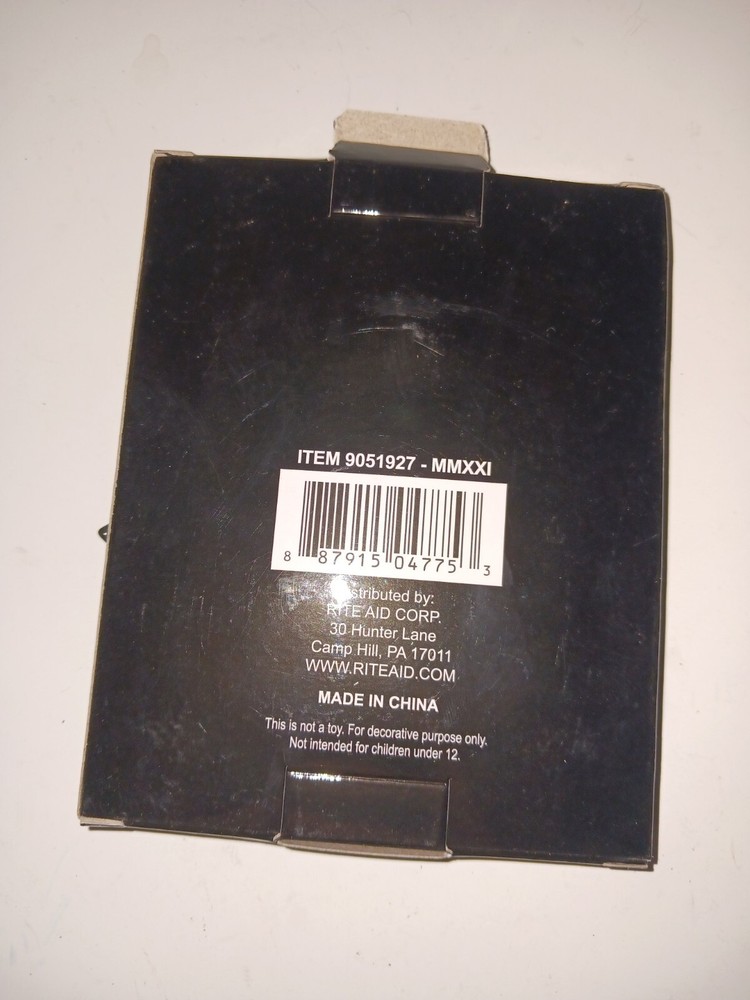 ITEM 9051927 - MMXXI
8 87915 04775 3
by:
RITE AID CORP.
30 Hunter Lane
Camp Hill, PA 17011
WWW.RITEAID.COM
MADE IN CHINA
This is not a toy. For decorative purpose only.
Not intended for children under 12.